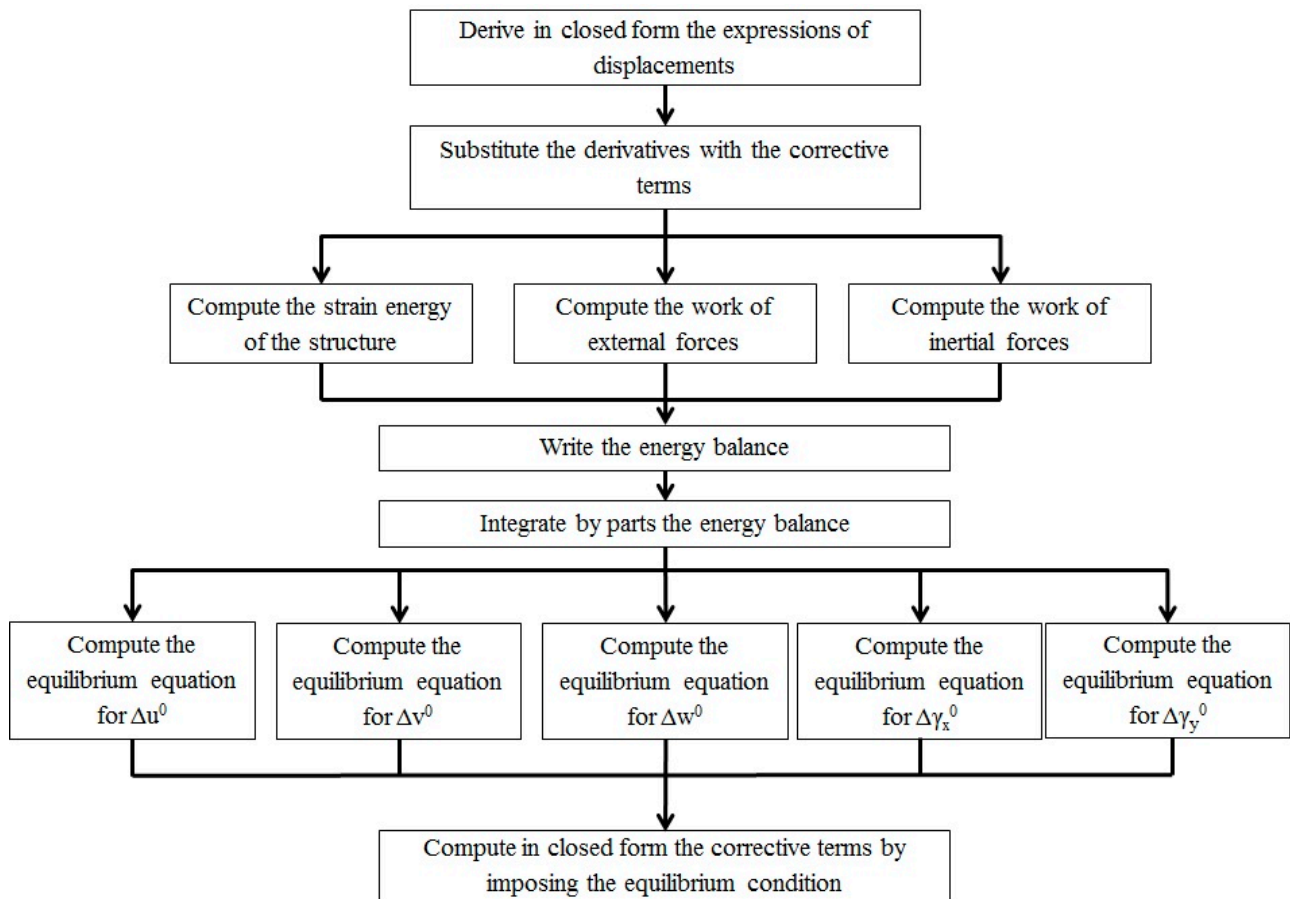 Derive in closed form the expressions of
displacements
Substitute the derivatives with the corrective
terms
Compute the strain energy
of the structure
Compute the work of
external forces
Compute the work of
inertial forces
Write the energy balance
Integrate by parts the energy balance
Compute the
equilibrium equation
for Δu⁰
Compute the
equilibrium equation
for Δv⁰
Compute the
equilibrium equation
for Δw⁰
Compute the
equilibrium equation
for Δγₓ⁰
Compute the
equilibrium equation
for Δγ_y⁰
Compute in closed form the corrective terms by
imposing the equilibrium condition